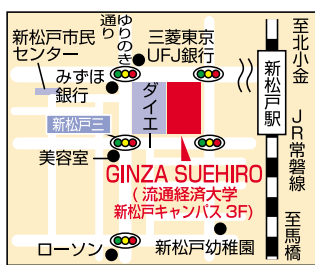 新松戸市民
センター
ゆりのき
通り
三菱東京
UFJ銀行
至北小金
みずほ
銀行
ダイエー
新松戸駅
新松戸三
JR常磐線
美容室
GINZA SUEHIRO
(流通経済大学
新松戸キャンパス 3F)
至馬橋
ローソン
新松戸幼稚園